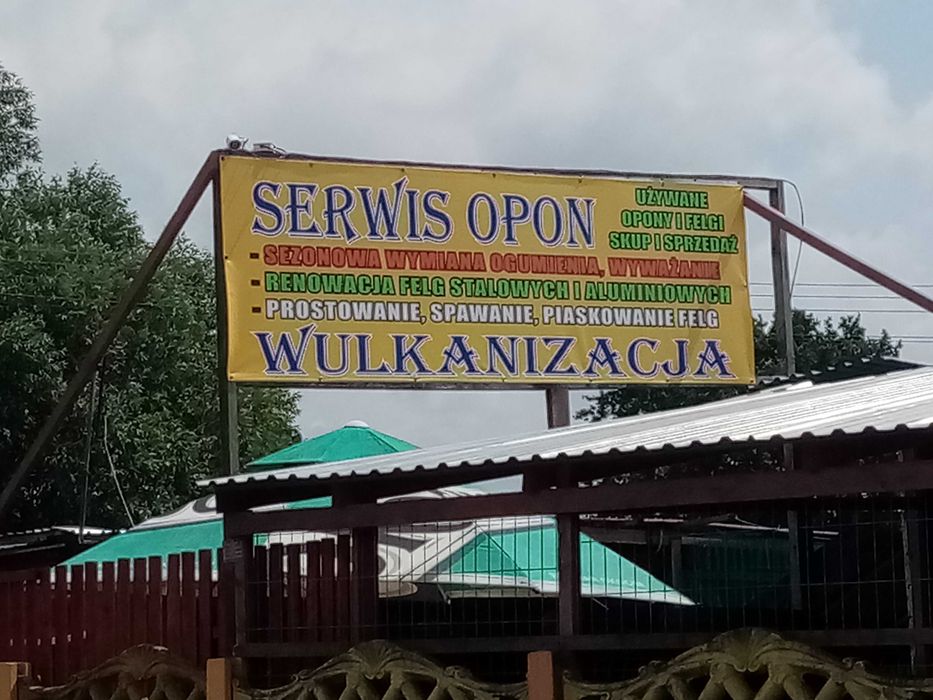 SERWIS OPON
UŻYWANE
OPONY I FELGI
SKUP I SPRZEDAŻ
- SEZONOWA WYMIANA OGUMIENIA, WYWAŻANIE
- RENOWACJA FELG STALOWYCH I ALUMINIOWYCH
- PROSTOWANIE, SPAWANIE, PIASKOWANIE FELG
WULKANIZACJA